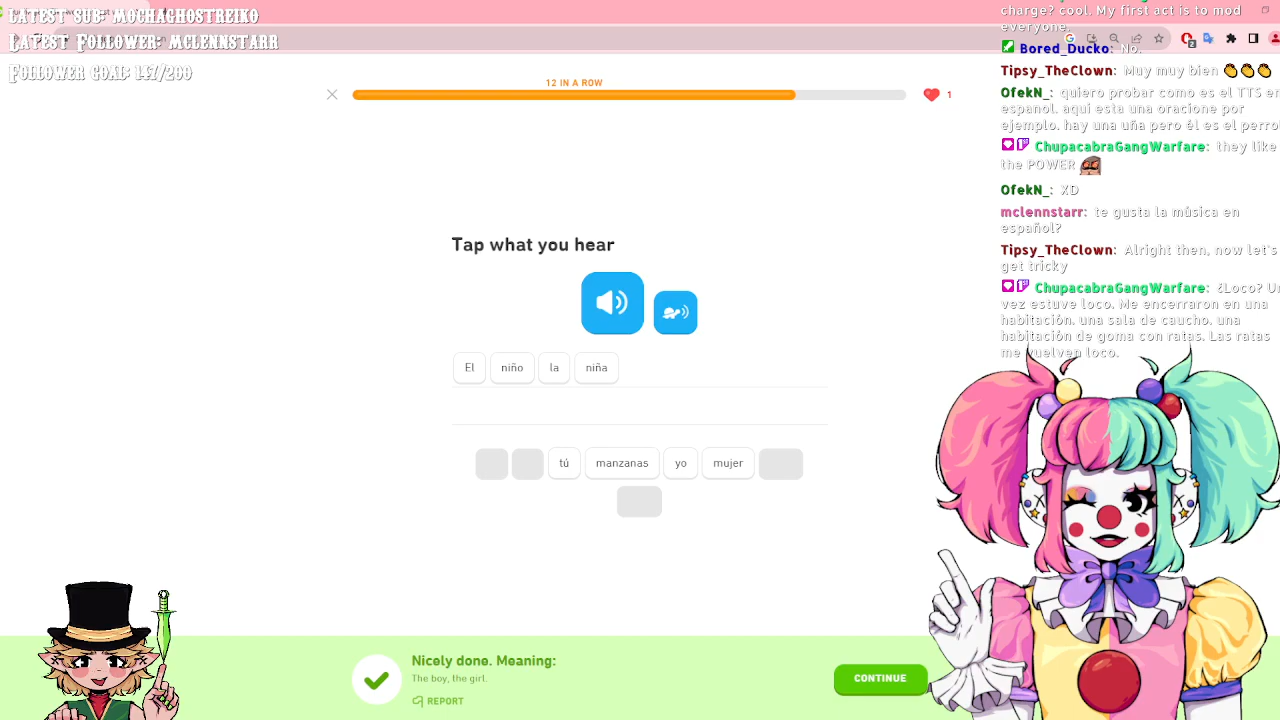 LATEST SUB: MOCHAGHOSTREIKO
LATEST FOLLOWER: MCLENNSTARR
FOLLOWER GOAL: 147/200
12 IN A ROW
1
Tap what you hear
El niño la niña
tú manzanas yo mujer
Nicely done. Meaning:
The boy, the girl.
REPORT
CONTINUE
charge? cool. My first act is to mod
everyone.
Bored_Ducko: No.
Tipsy_TheClown: Muy muy bien
OfekN_: quiero probar como es el TTS en
espanol. aqui esta una oracione por
ejemplo. hay una uña pero él es el perro
ChupacabraGangWarfare: they like
the POWER
OfekN_: XD
mclennstarr: te gusta la música en
español?
Tipsy_TheClown: Alright then, now let's
get tricky
ChupacabraGangWarfare: ¿Loco? Un
vez estuve loco. Me encerraron en una
habitación. una sala de caucho. una
habitación de goma con ratas. Las ratas
me vuelven loco.